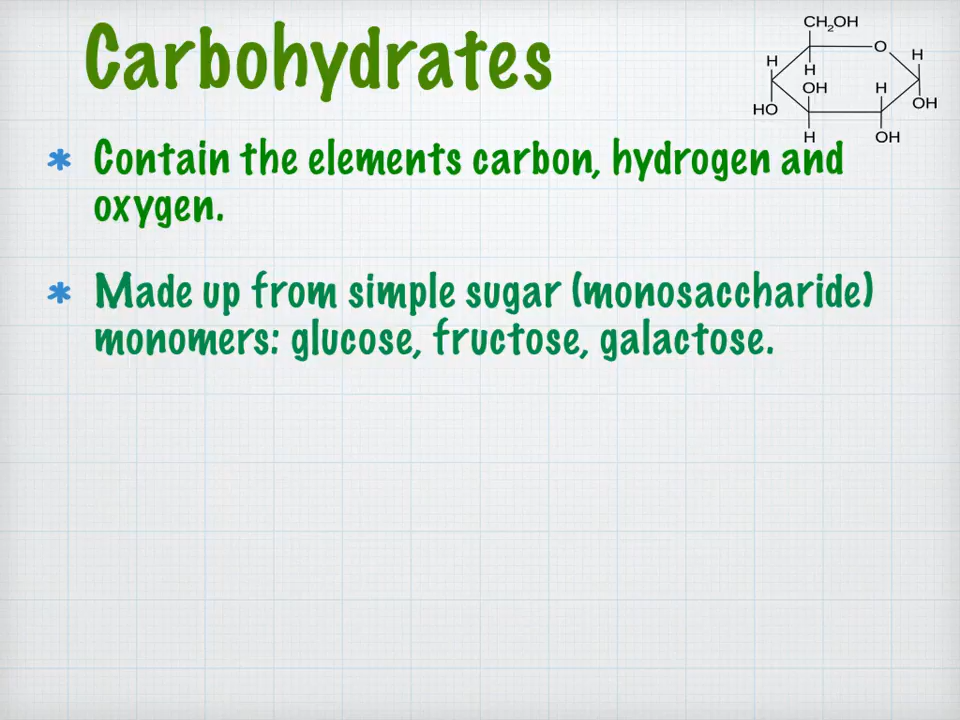 Carbohydrates
CH2OH
O
H
H
H
OH
H
HO
OH
H
OH
* Contain the elements carbon, hydrogen and
oxygen.
* Made up from simple sugar (monosaccharide)
monomers: glucose, fructose, galactose.